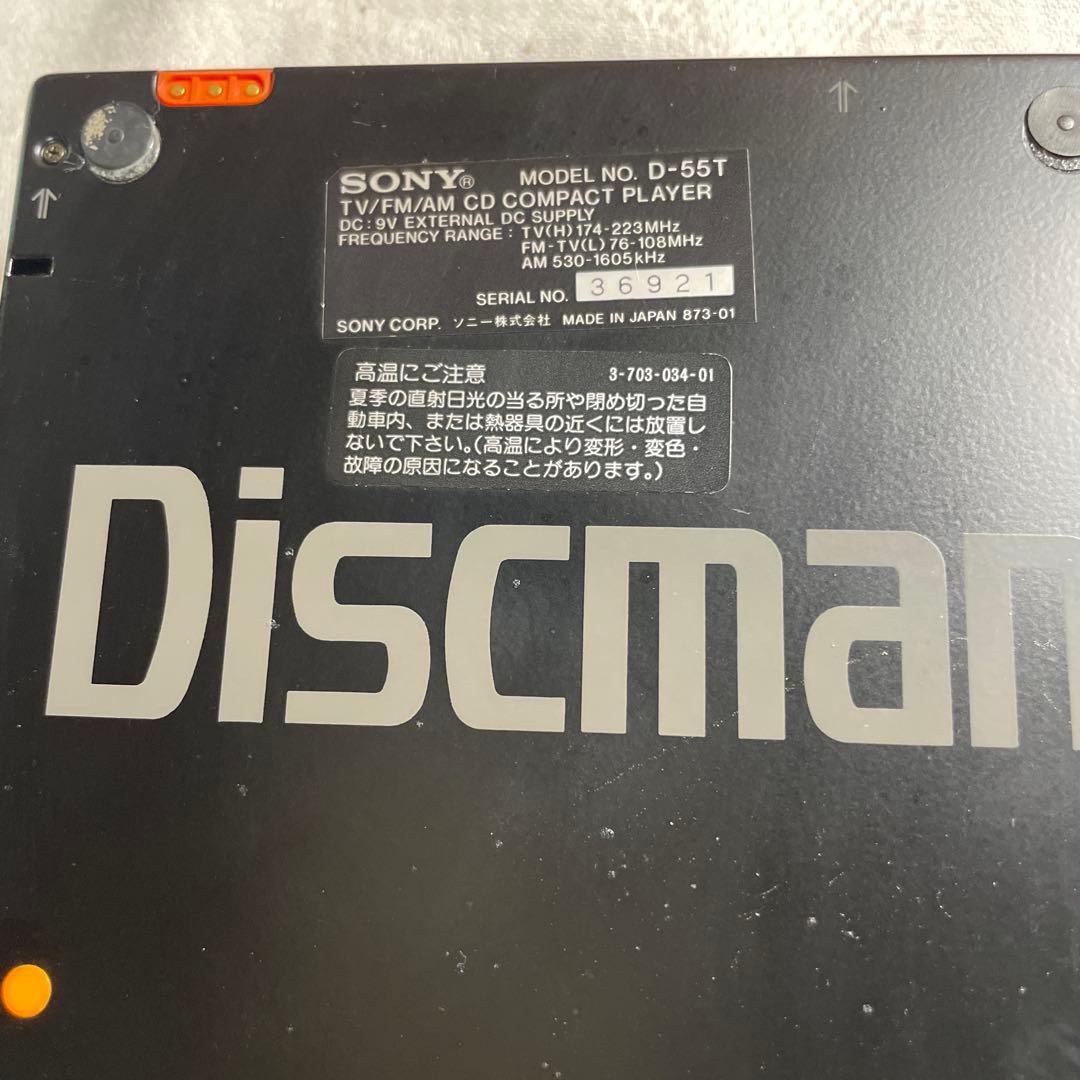 SONY® MODEL NO. D-55T
TV/FM/AM CD COMPACT PLAYER
DC: 9V EXTERNAL DC SUPPLY
FREQUENCY RANGE : TV(H) 174-223MHz
FM-TV(L) 76-108MHz
AM 530-1605kHz
SERIAL NO. 36921
SONY CORP. ソニー株式会社 MADE IN JAPAN 873-01
高温にご注意 3-703-034-01
夏季の直射日光の当る所や閉め切った自
動車内、または熱器具の近くには放置し
ないで下さい。(高温により変形・変色・
故障の原因になることがあります。)
Discman